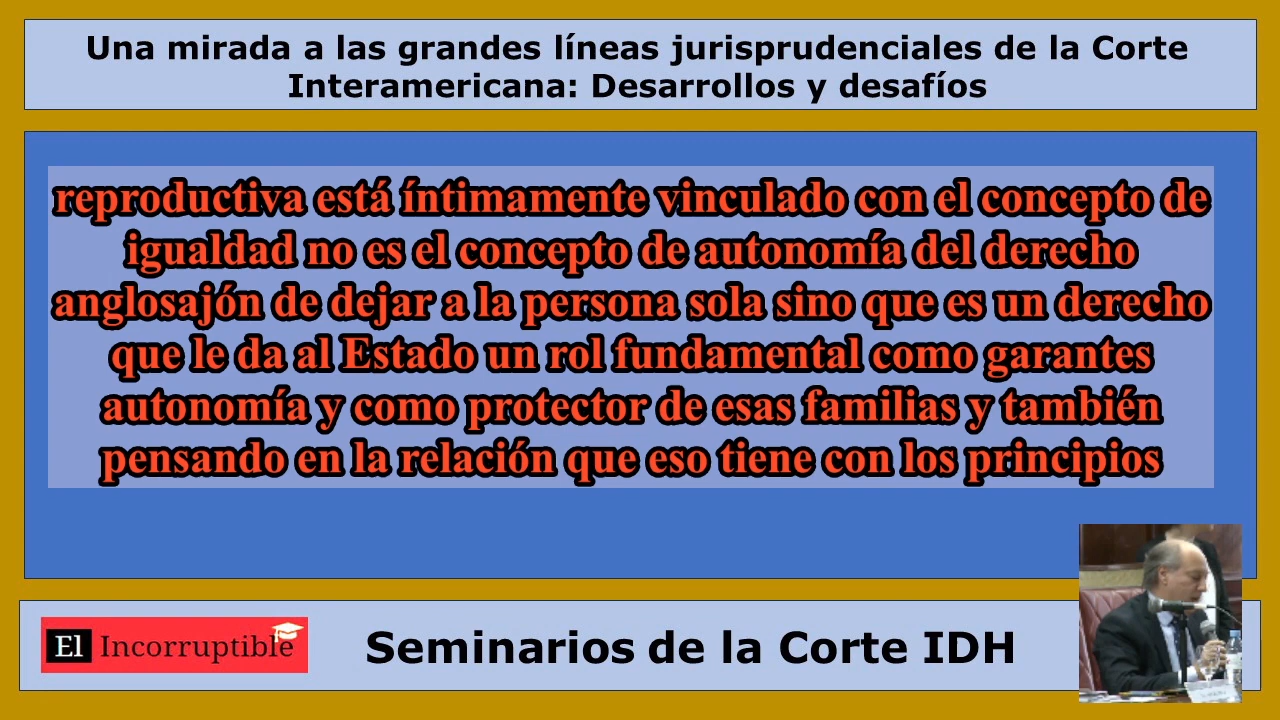 Una mirada a las grandes líneas jurisprudenciales de la Corte
Interamericana: Desarrollos y desafíos
reproductiva está íntimamente vinculado con el concepto de
igualdad no es el concepto de autonomía del derecho
anglosajón de dejar a la persona sola sino que es un derecho
que le da al Estado un rol fundamental como garantes
autonomía y como protector de esas familias y también
pensando en la relación que eso tiene con los principios
El Incorruptible
Seminarios de la Corte IDH